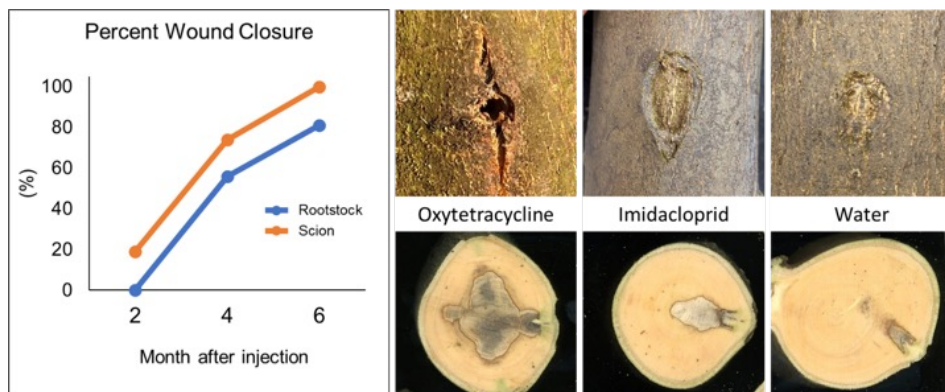 Percent Wound Closure
100
80
60
40
20
0
(%)
Rootstock
Scion
2 4 6
Month after injection
Oxytetracycline Imidacloprid Water